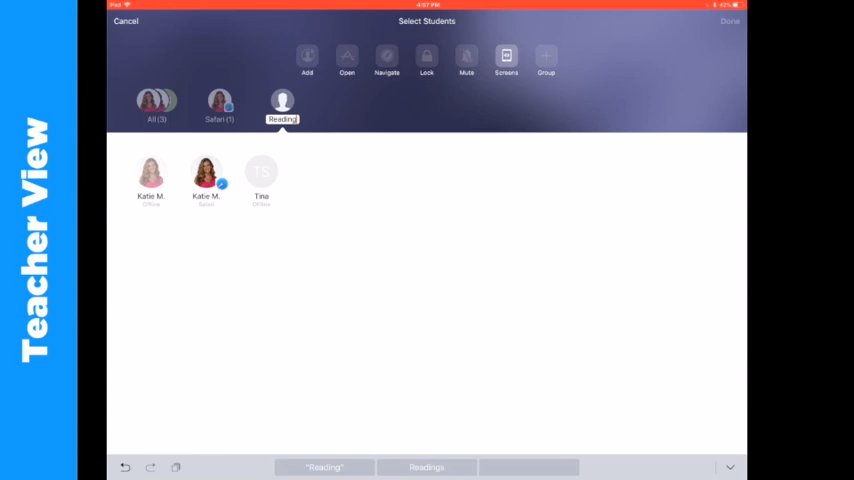 Teacher View
iPad
4:57 PM
42%
Cancel
Select Students
Done
Add
Open
Navigate
Lock
Mute
Screens
Group
All (3)
Safari (1)
Reading
TS
Katie M.
Katie M.
Tina
Offline
Safari
Offline
"Reading"
Readings